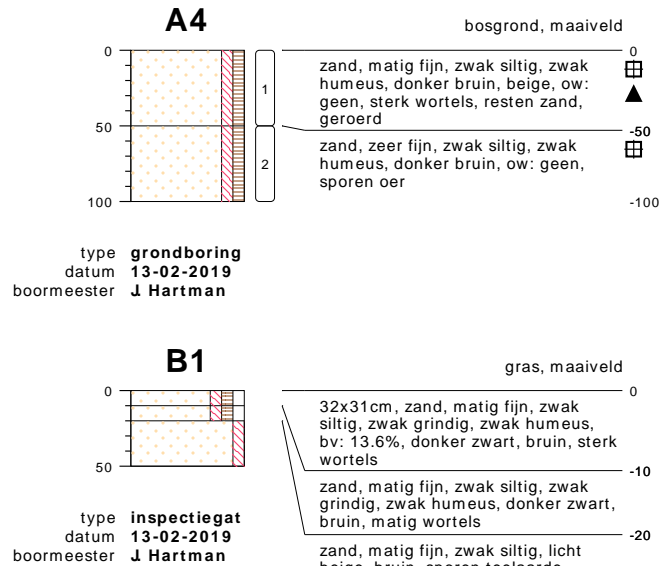 A4
bosgrond, maaiveld
0
50
100
1
2
0
zand, matig fijn, zwak siltig, zwak
humeus, donker bruin, beige, ow:
geen, sterk wortels, resten zand,
geroerd
-50
zand, zeer fijn, zwak siltig, zwak
humeus, donker bruin, ow: geen,
sporen oer
-100
type grondboring
datum 13-02-2019
boormeester J. Hartman
B1
gras, maaiveld
0
50
0
32x31cm, zand, matig fijn, zwak
siltig, zwak grindig, zwak humeus,
bv: 13.6%, donker zwart, bruin, sterk
wortels
-10
zand, matig fijn, zwak siltig, zwak
grindig, zwak humeus, donker zwart,
bruin, matig wortels
-20
zand, matig fijn, zwak siltig, licht
beige, bruin, sporen teelaarde
type inspectiegat
datum 13-02-2019
boormeester J. Hartman